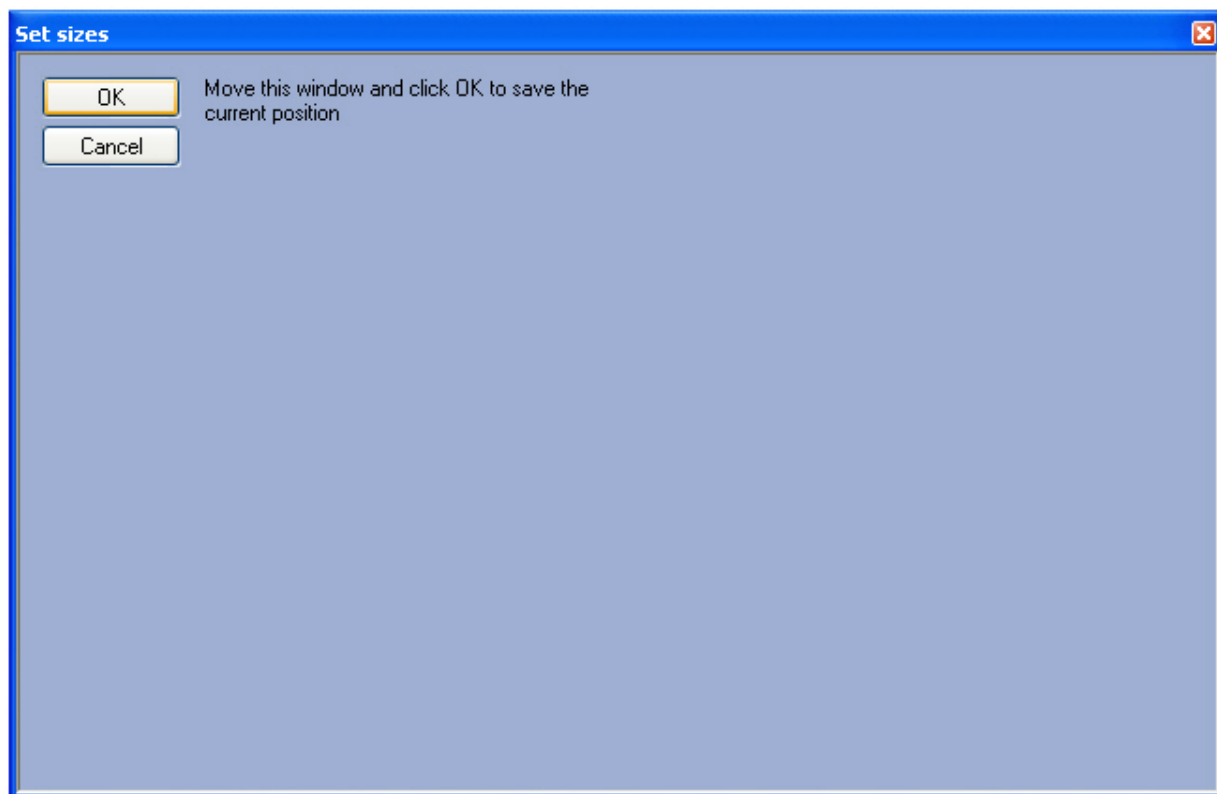 Set sizes
OK
Move this window and click OK to save the
current position
Cancel